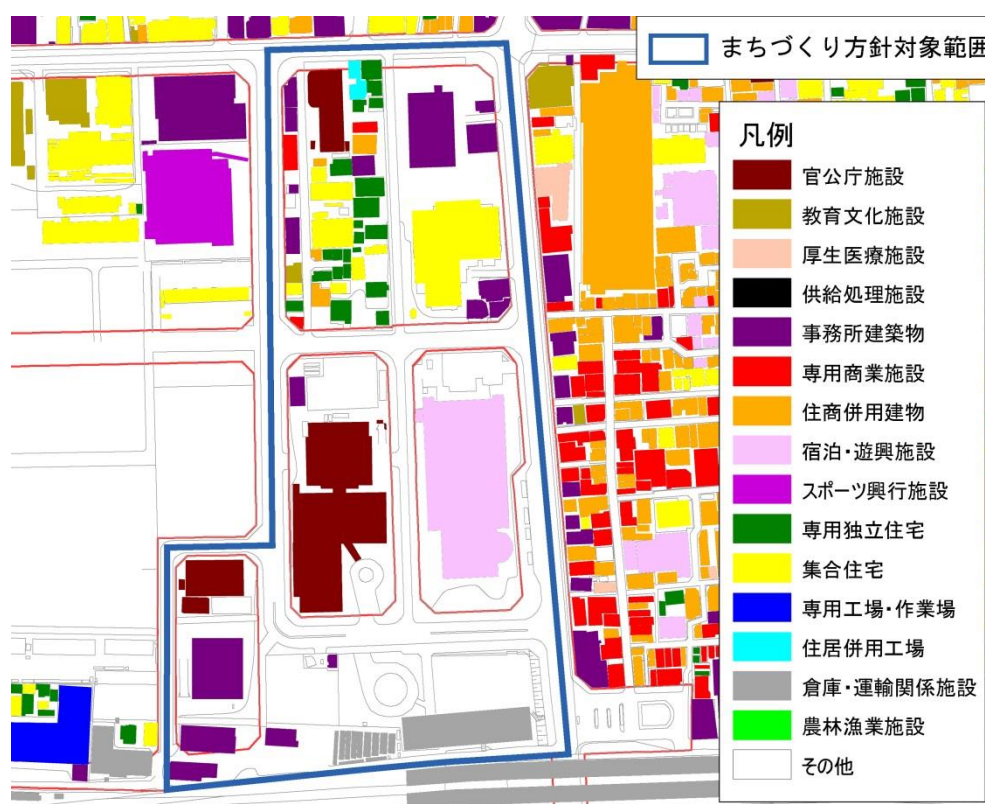 まちづくり方針対象範囲
凡例
官公庁施設
教育文化施設
厚生医療施設
供給処理施設
事務所建築物
専用商業施設
住商併用建物
宿泊・遊興施設
スポーツ興行施設
専用独立住宅
集合住宅
専用工場・作業場
住居併用工場
倉庫・運輸関係施設
農林漁業施設
その他